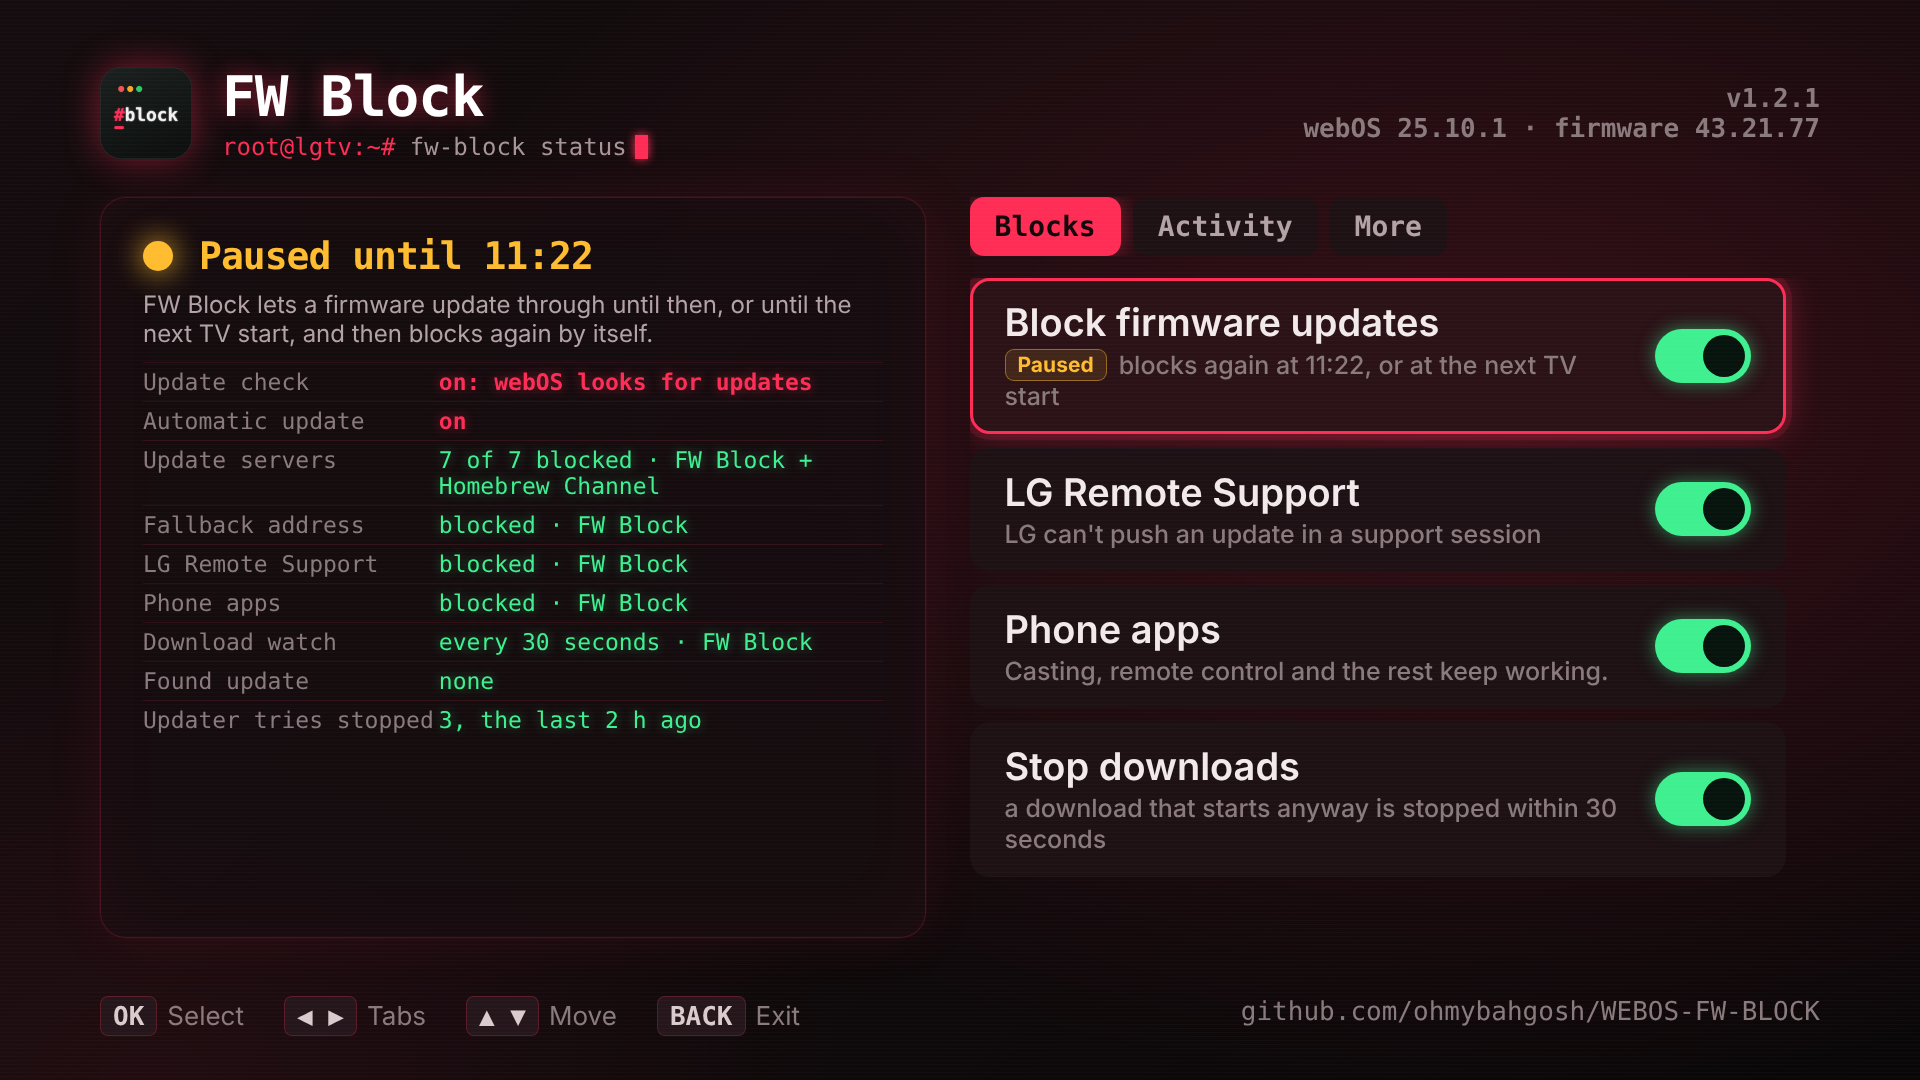 #block
FW Block
root@lgtv:~# fw-block status
v1.2.1
webOS 25.10.1 · firmware 43.21.77
Paused until 11:22
FW Block lets a firmware update through until then, or until the
next TV start, and then blocks again by itself.
Update check on: webOS looks for updates
Automatic update on
Update servers 7 of 7 blocked · FW Block +
Homebrew Channel
Fallback address blocked · FW Block
LG Remote Support blocked · FW Block
Phone apps blocked · FW Block
Download watch every 30 seconds · FW Block
Found update none
Updater tries stopped 3, the last 2 h ago
Blocks Activity More
Block firmware updates
Paused blocks again at 11:22, or at the next TV
start
LG Remote Support
LG can't push an update in a support session
Phone apps
Casting, remote control and the rest keep working.
Stop downloads
a download that starts anyway is stopped within 30
seconds
OK Select ◄ ► Tabs ▲ ▼ Move BACK Exit
github.com/ohmybahgosh/WEBOS-FW-BLOCK